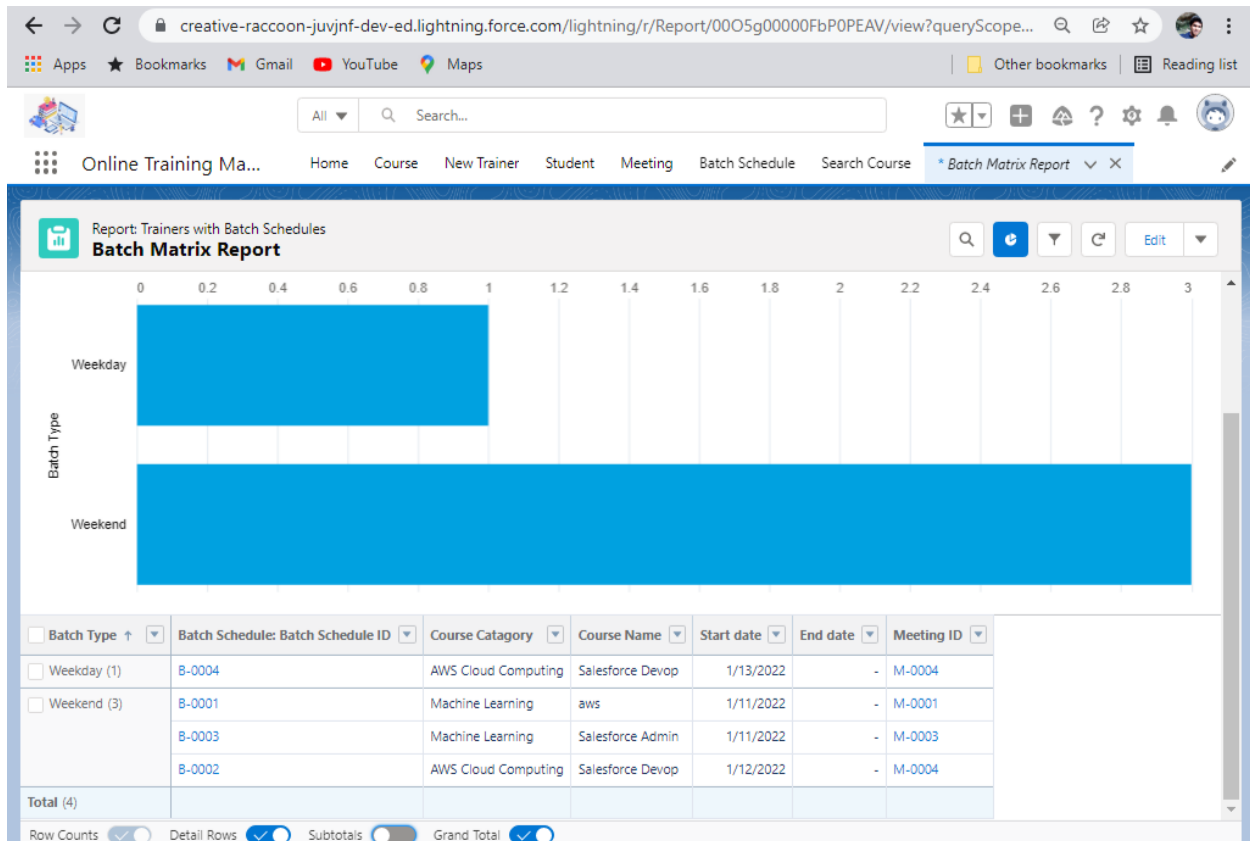 creative-raccoon-juvjnf-dev-ed.lightning.force.com/lightning/r/Report/00O5g00000FbP0PEAV/view?queryScope...
Apps Bookmarks Gmail YouTube Maps Other bookmarks Reading list
All Search...
Online Training Ma... Home Course New Trainer Student Meeting Batch Schedule Search Course * Batch Matrix Report
Report: Trainers with Batch Schedules
Batch Matrix Report
Edit
0 0.2 0.4 0.6 0.8 1 1.2 1.4 1.6 1.8 2 2.2 2.4 2.6 2.8 3
Weekday
Batch Type
Weekend
Batch Type ↑ Batch Schedule: Batch Schedule ID Course Catagory Course Name Start date End date Meeting ID
Weekday (1) B-0004 AWS Cloud Computing Salesforce Devop 1/13/2022 - M-0004
Weekend (3) B-0001 Machine Learning aws 1/11/2022 - M-0001
B-0003 Machine Learning Salesforce Admin 1/11/2022 - M-0003
B-0002 AWS Cloud Computing Salesforce Devop 1/12/2022 - M-0004
Total (4)
Row Counts Detail Rows Subtotals Grand Total